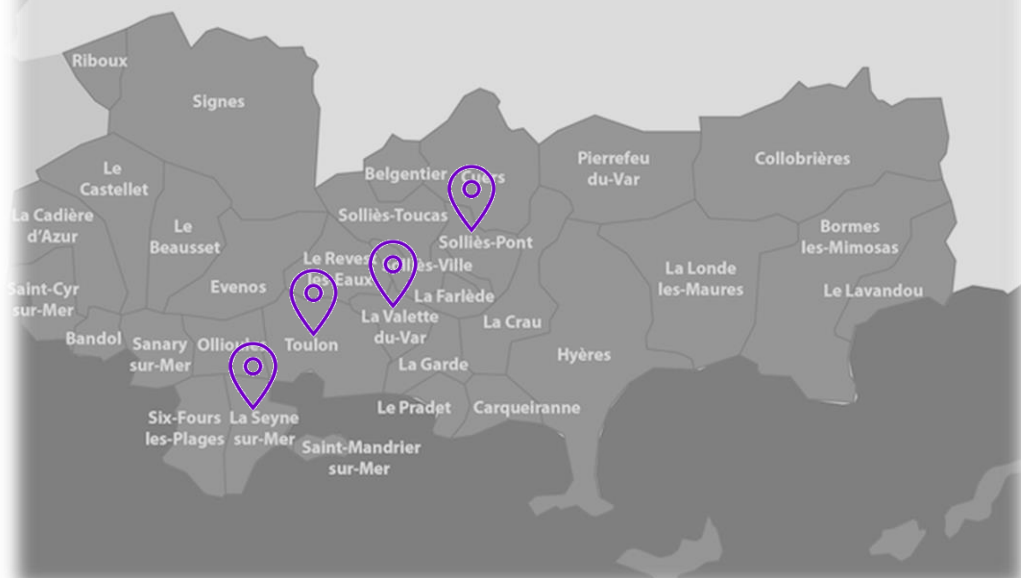 Riboux
Signes
Le
Castellet
Belgentier
Cuers
Pierrefeu
du-Var
Collobrières
La Cadière
d'Azur
Le
Beausset
Solliès-Toucas
Solliès-Pont
Bormes
les-Mimosas
Le Revest
les-Eaux
Solliès-Ville
La Londe
les-Maures
Saint-Cyr
sur-Mer
Evenos
La Farlède
Le Lavandou
Bandol
Sanary
sur-Mer
Ollioules
Toulon
La Valette
du-Var
La Crau
La Garde
Hyères
Six-Fours
les-Plages
La Seyne
sur-Mer
Le Pradet
Carqueiranne
Saint-Mandrier
sur-Mer